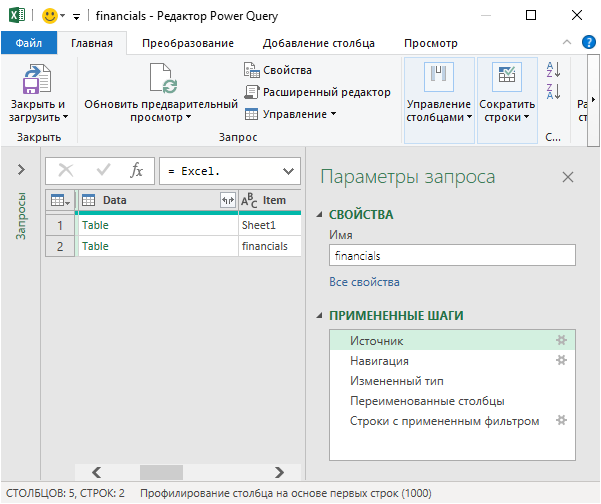 financials - Редактор Power Query
Файл Главная Преобразование Добавление столбца Просмотр
Закрыть и загрузить
Обновить предварительный просмотр
Свойства
Расширенный редактор
Управление
Управление столбцами
Сократить строки
Закрыть Запрос С...
Запросы
fx = Excel.
Data ABC Item
1 Table Sheet1
2 Table financials
Параметры запроса
СВОЙСТВА
Имя
financials
Все свойства
ПРИМЕНЕННЫЕ ШАГИ
Источник
Навигация
Измененный тип
Переименованные столбцы
Строки с примененным фильтром
СТОЛБЦОВ: 5, СТРОК: 2 Профилирование столбца на основе первых строк (1000)